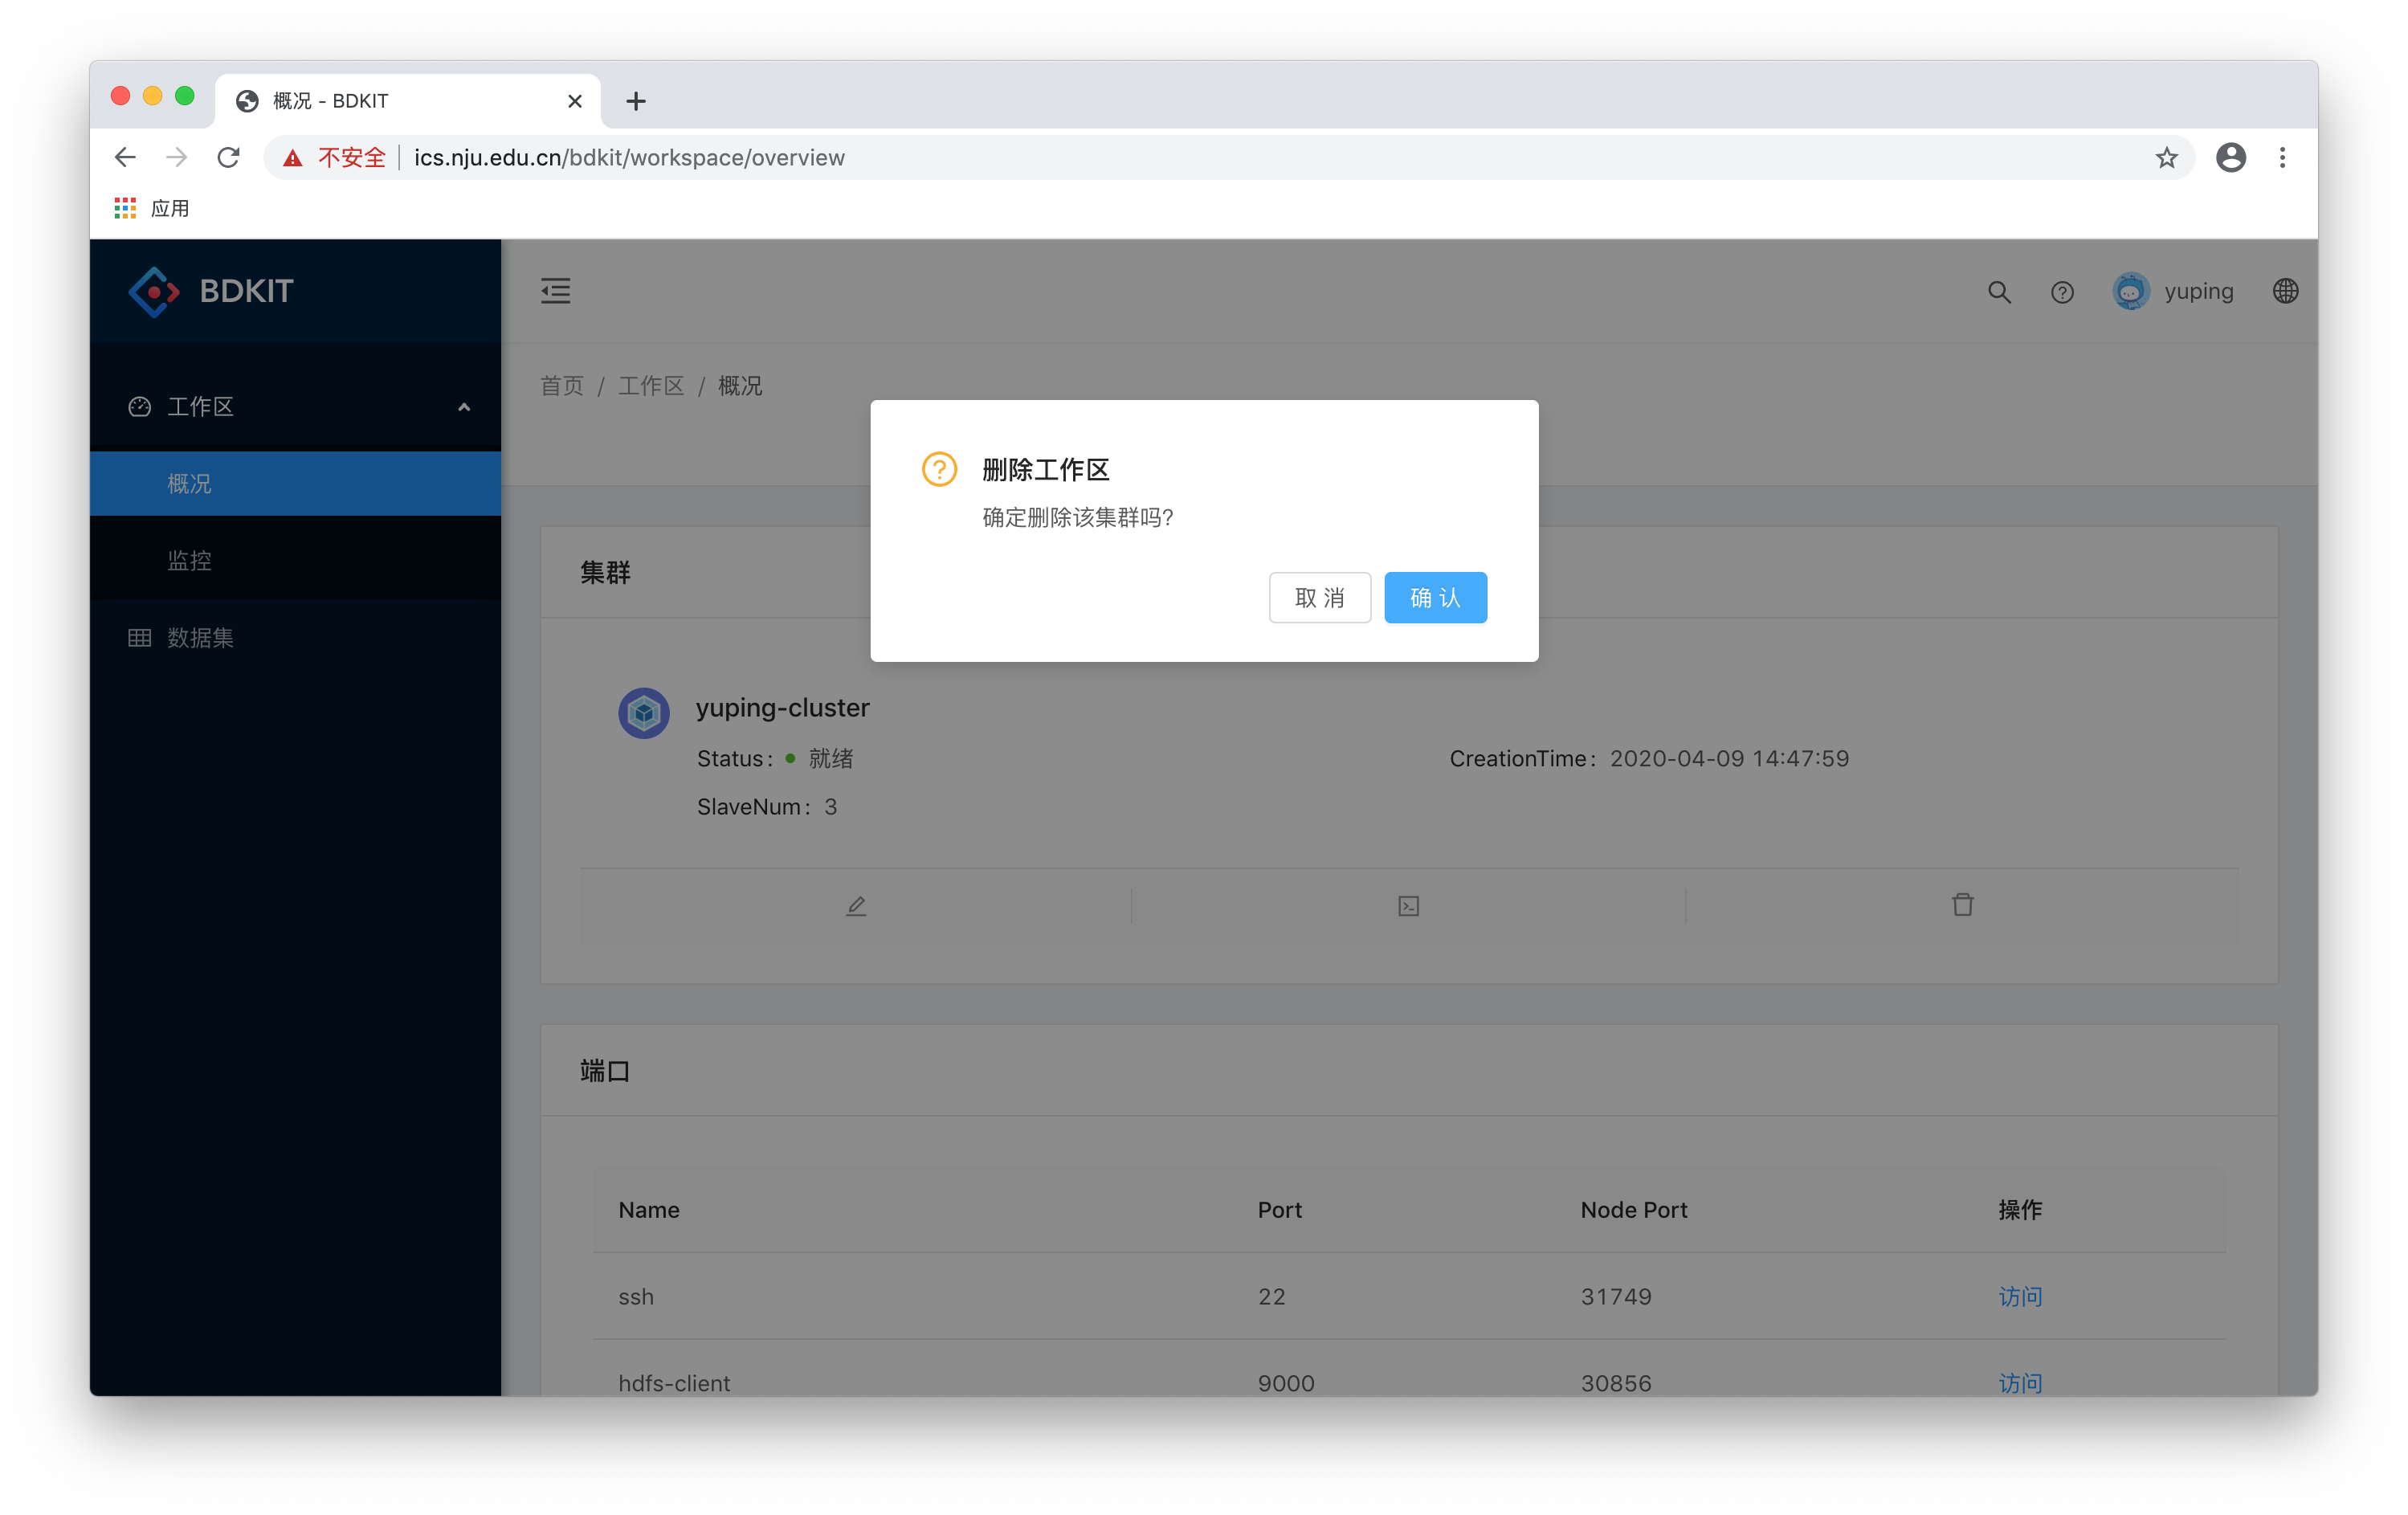 概况 - BDKIT
不安全 ics.nju.edu.cn/bdkit/workspace/overview
应用
BDKIT
yuping
工作区
概况
监控
数据集
首页 / 工作区 / 概况
删除工作区
确定删除该集群吗?
取 消 确 认
集群
yuping-cluster
Status: 就绪 CreationTime: 2020-04-09 14:47:59
SlaveNum: 3
端口
Name Port Node Port 操作
ssh 22 31749 访问
hdfs-client 9000 30856 访问